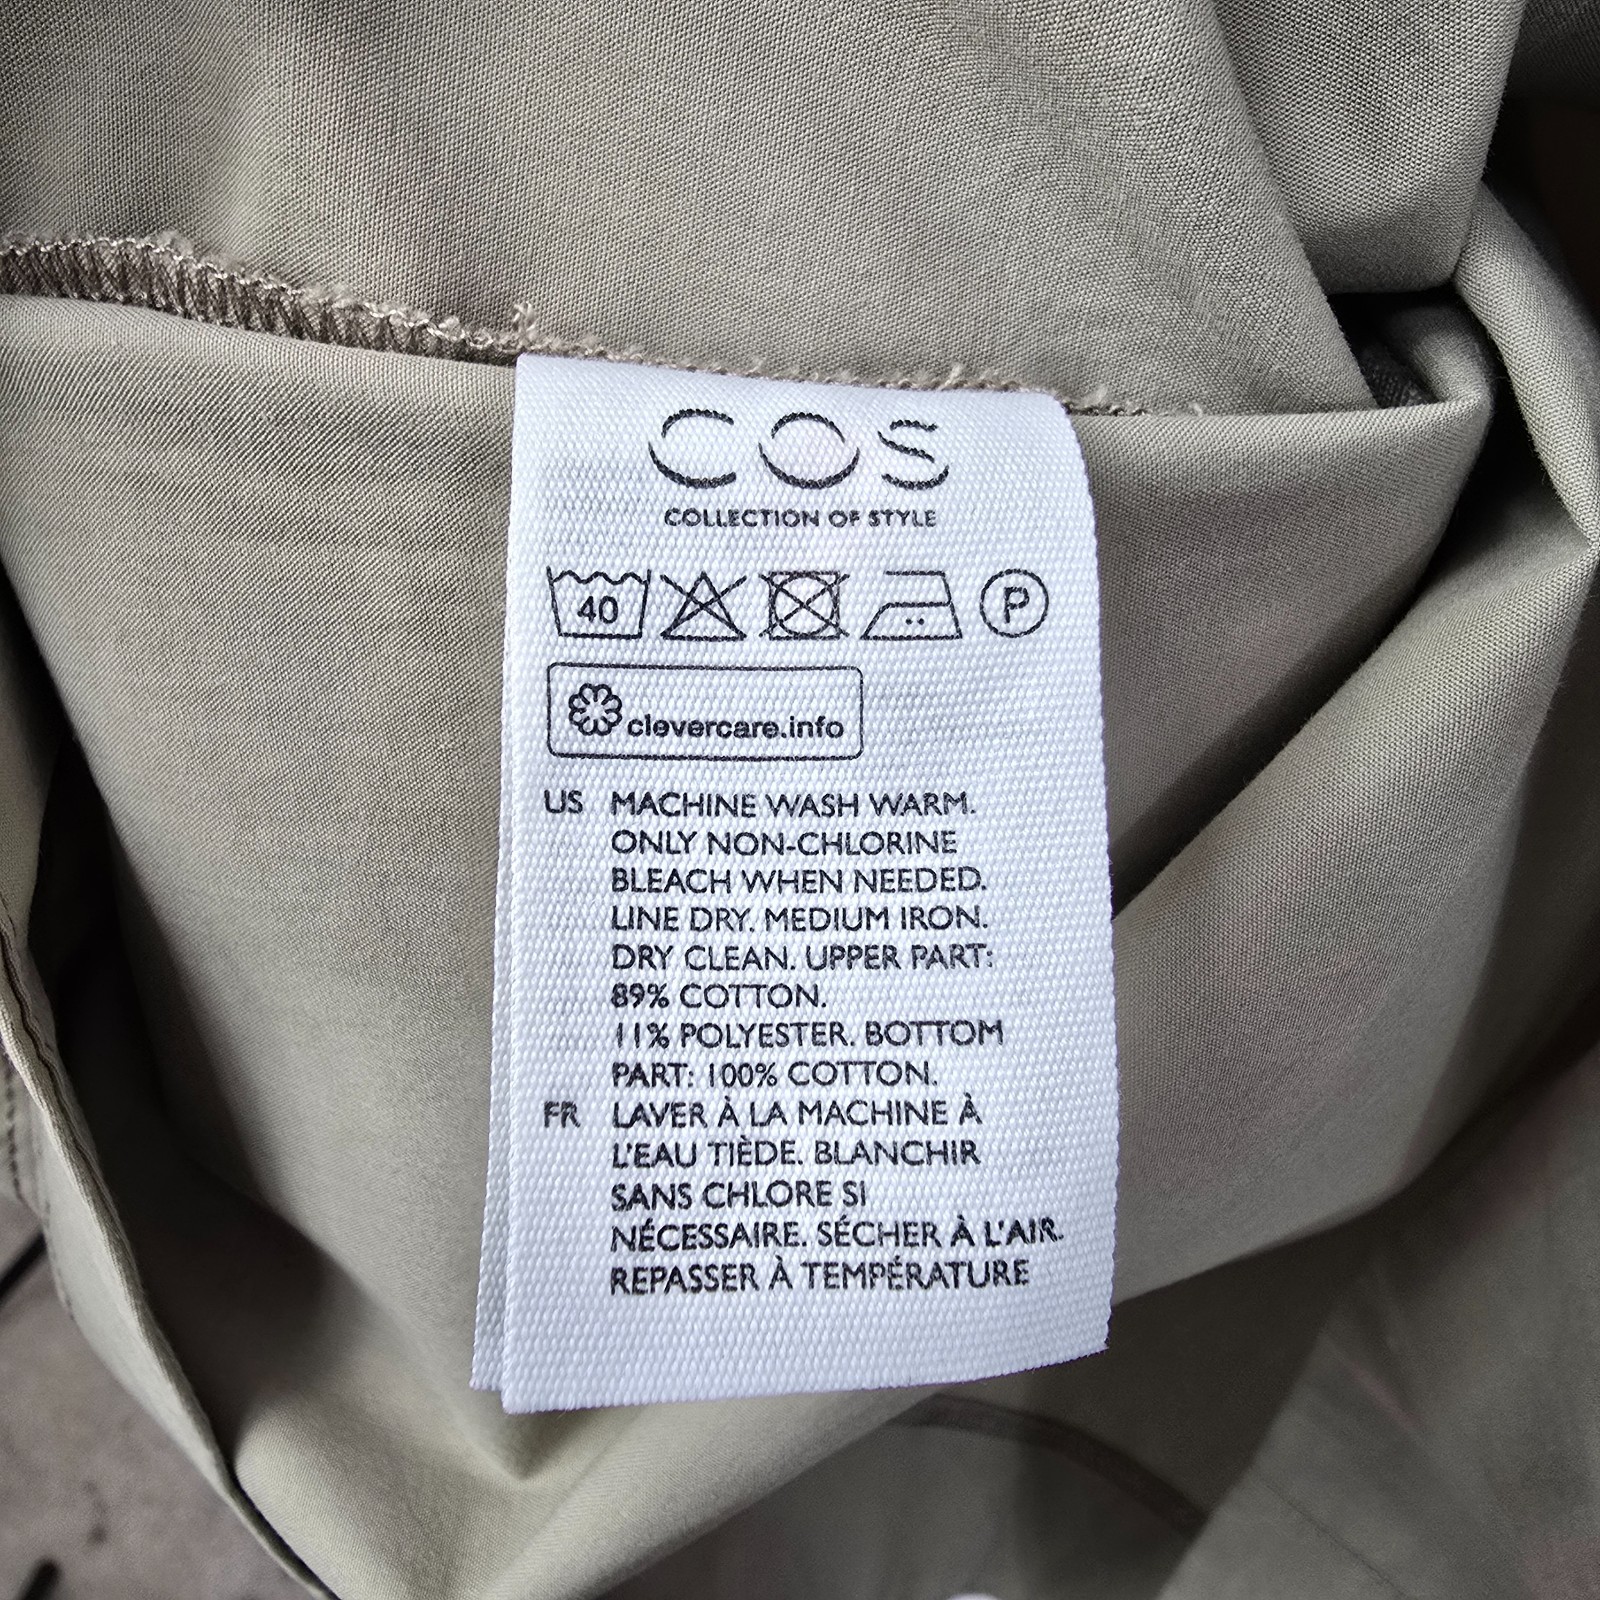 COS
COLLECTION OF STYLE
40 P
clevercare.info
US MACHINE WASH WARM.
ONLY NON-CHLORINE
BLEACH WHEN NEEDED.
LINE DRY. MEDIUM IRON.
DRY CLEAN. UPPER PART:
89% COTTON.
11% POLYESTER. BOTTOM
PART: 100% COTTON.
FR LAVER À LA MACHINE À
L'EAU TIÈDE. BLANCHIR
SANS CHLORE SI
NÉCESSAIRE. SÉCHER À L'AIR.
REPASSER À TEMPÉRATURE